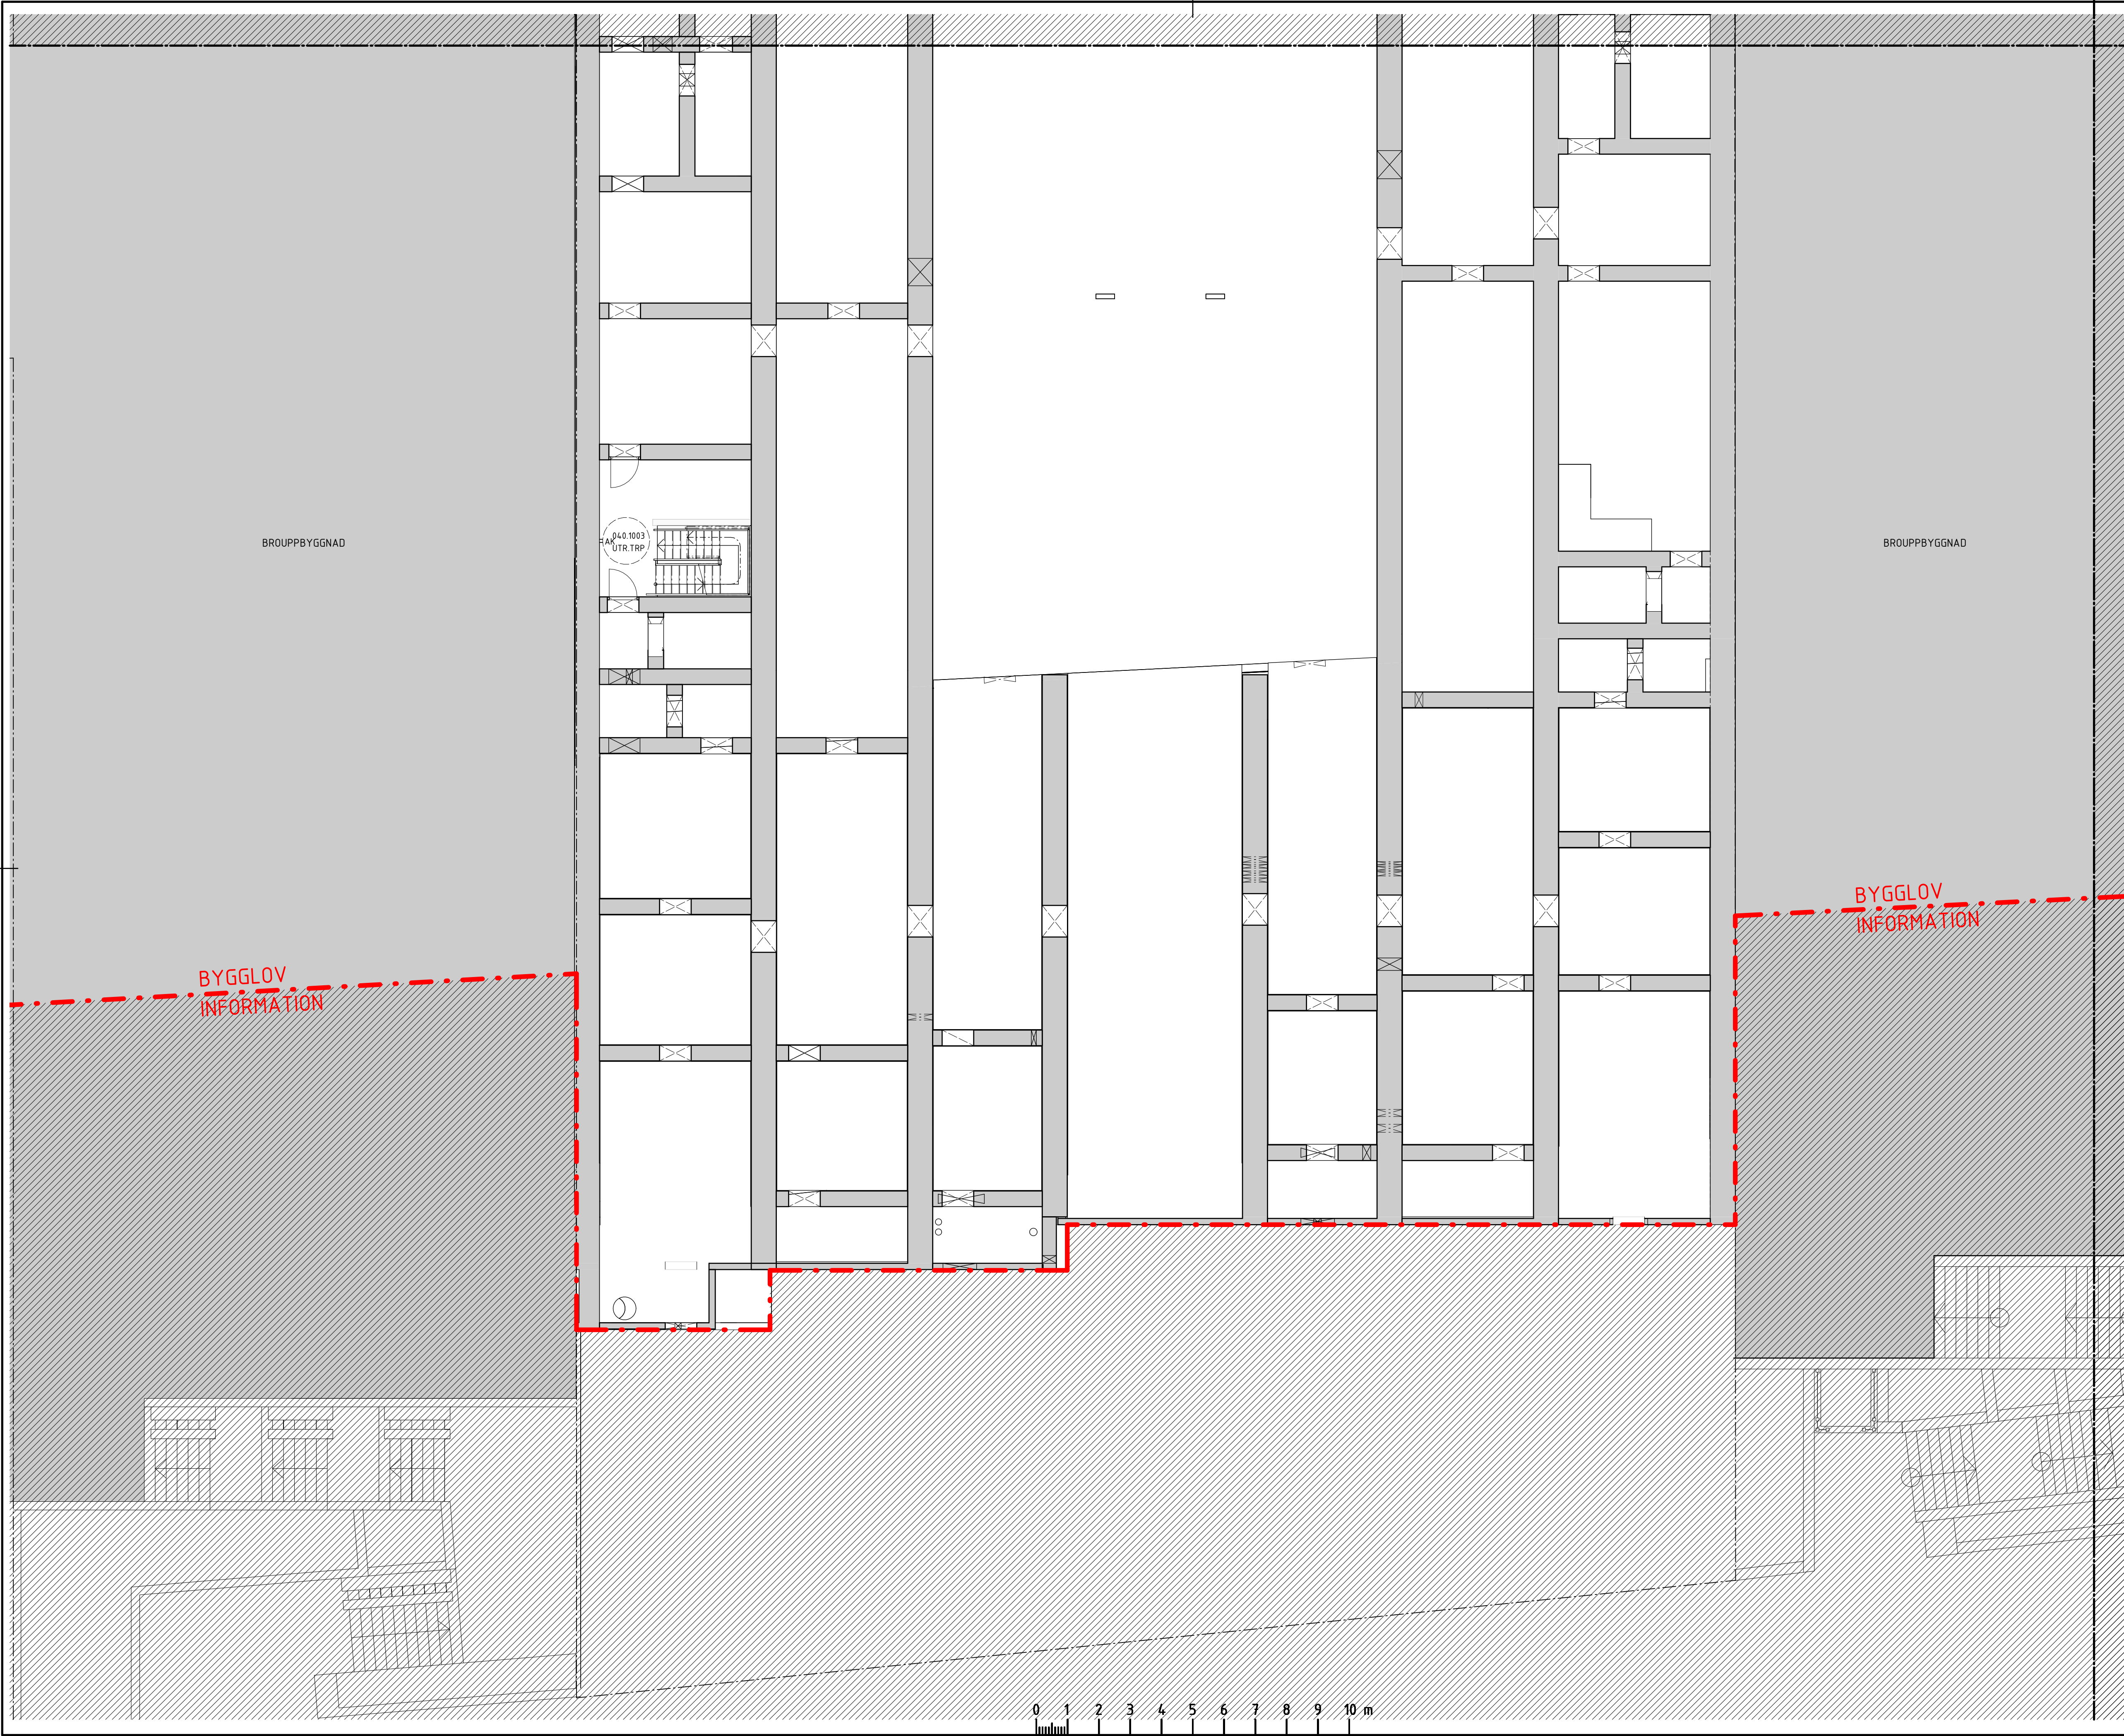 BROUPPBYGGNAD
BROUPPBYGGNAD
040.1003
UTR.TRP
BYGGLOV
INFORMATION
BYGGLOV
INFORMATION
0 1 2 3 4 5 6 7 8 9 10 m